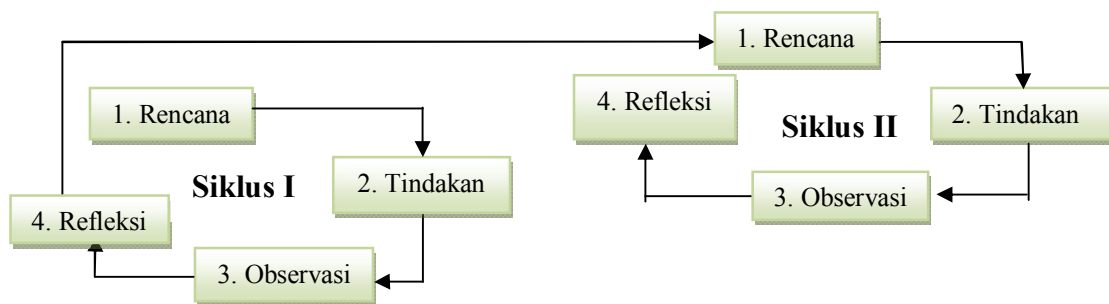 1. Rencana
2. Tindakan
3. Observasi
4. Refleksi
Siklus I
1. Rencana
2. Tindakan
3. Observasi
4. Refleksi
Siklus II